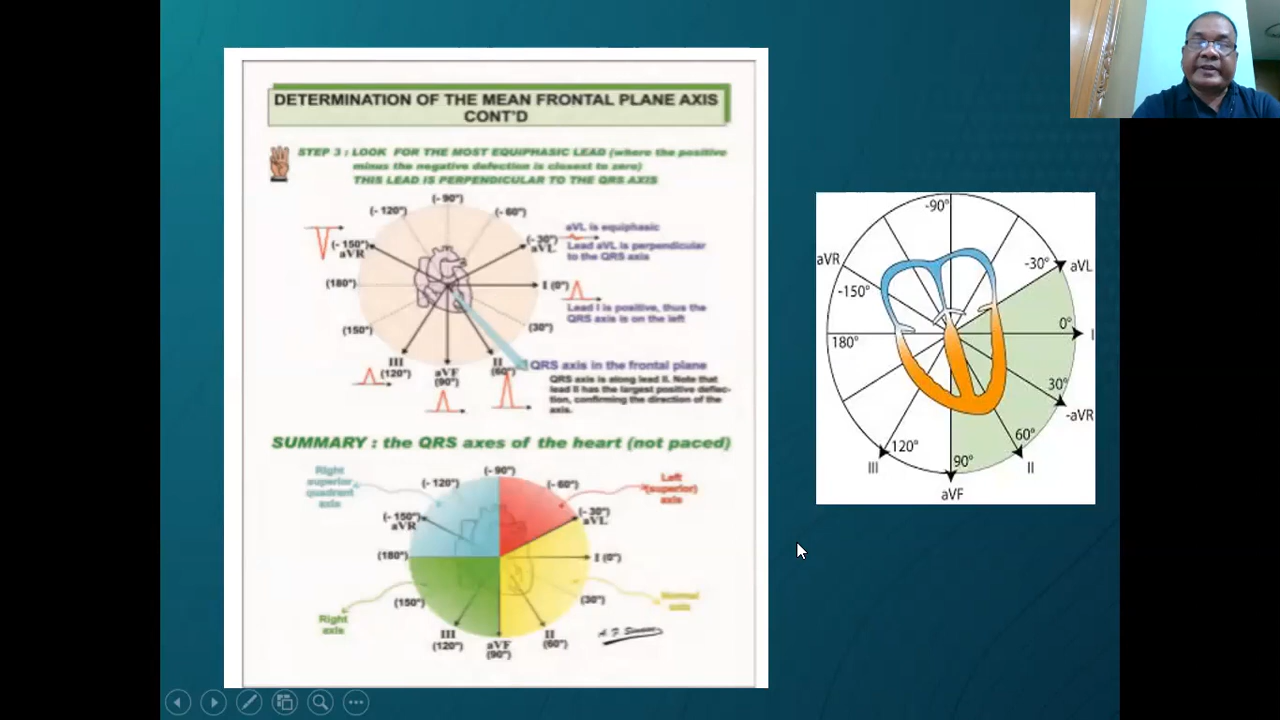 DETERMINATION OF THE MEAN FRONTAL PLANE AXIS
CONT'D
STEP 3 : LOOK FOR THE MOST EQUIPHASIC LEAD (where the positive
minus the negative defection is closest to zero)
THIS LEAD IS PERPENDICULAR TO THE QRS AXIS
(- 90°)
(- 120°)
(- 60°)
(- 150°)
aVR
(- 30°)
aVL
aVL is equiphasic
Lead aVL is perpendicular
to the QRS axis
(180°)
I (0°)
Lead I is positive, thus the
QRS axis is on the left
(150°)
(30°)
III
(120°)
aVF
(90°)
II
(60°)
QRS axis in the frontal plane
QRS axis is along lead II. Note that
lead II has the largest positive deflec-
tion, confirming the direction of the
axis.
SUMMARY : the QRS axes of the heart (not paced)
Right
superior
quadrant
axis
(- 90°)
(- 120°)
(- 60°)
Left
(superior)
axis
(- 150°)
aVR
(- 30°)
aVL
(180°)
I (0°)
(150°)
(30°)
Normal
axis
Right
axis
III
(120°)
aVF
(90°)
II
(60°)
-90°
aVR
-150°
-30°
aVL
180°
0°
I
30°
-aVR
120°
III
90°
aVF
60°
II